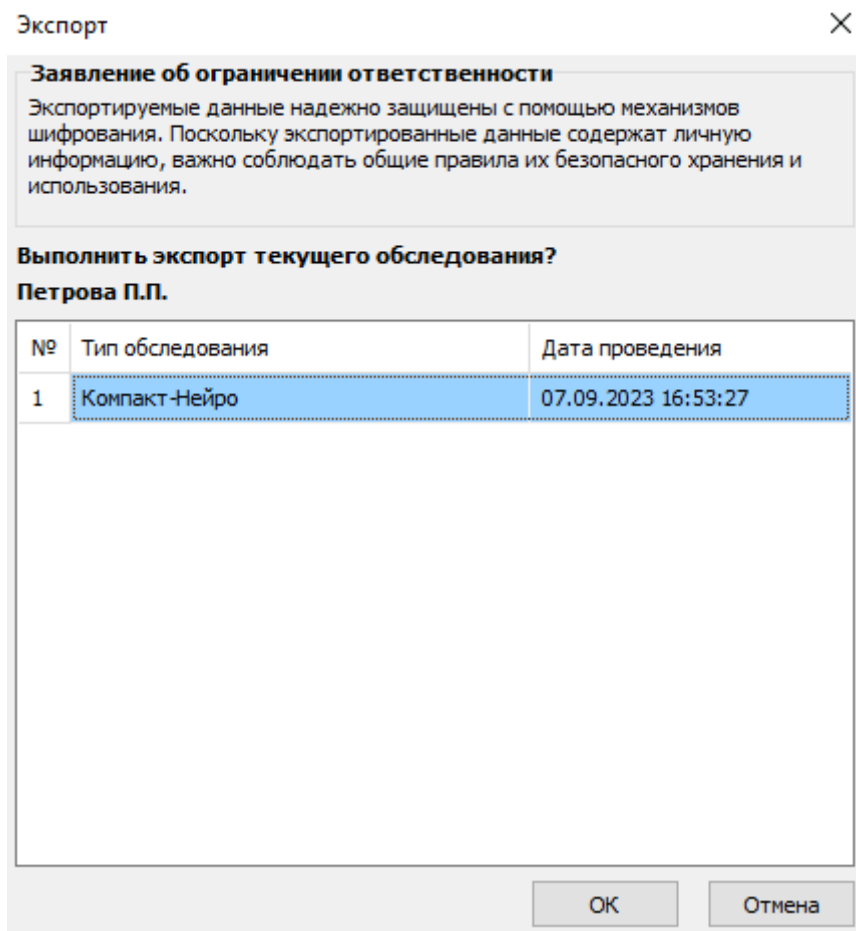 Экспорт
Заявление об ограничении ответственности
Экспортируемые данные надежно защищены с помощью механизмов
шифрования. Поскольку экспортированные данные содержат личную
информацию, важно соблюдать общие правила их безопасного хранения и
использования.
Выполнить экспорт текущего обследования?
Петрова П.П.
№ Тип обследования Дата проведения
1 Компакт-Нейро 07.09.2023 16:53:27
ОК Отмена